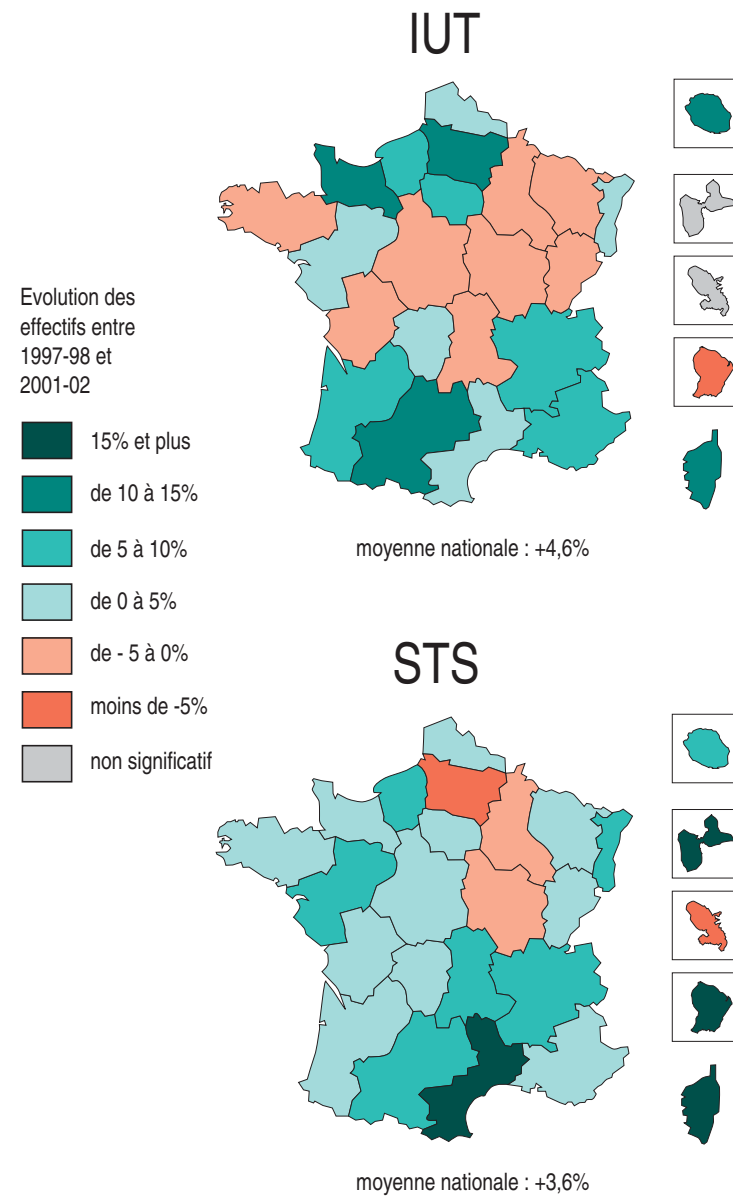 IUT
Evolution des
effectifs entre
1997-98 et
2001-02
15% et plus
de 10 à 15%
de 5 à 10%
de 0 à 5%
de - 5 à 0%
moins de -5%
non significatif
moyenne nationale : +4,6%
STS
moyenne nationale : +3,6%